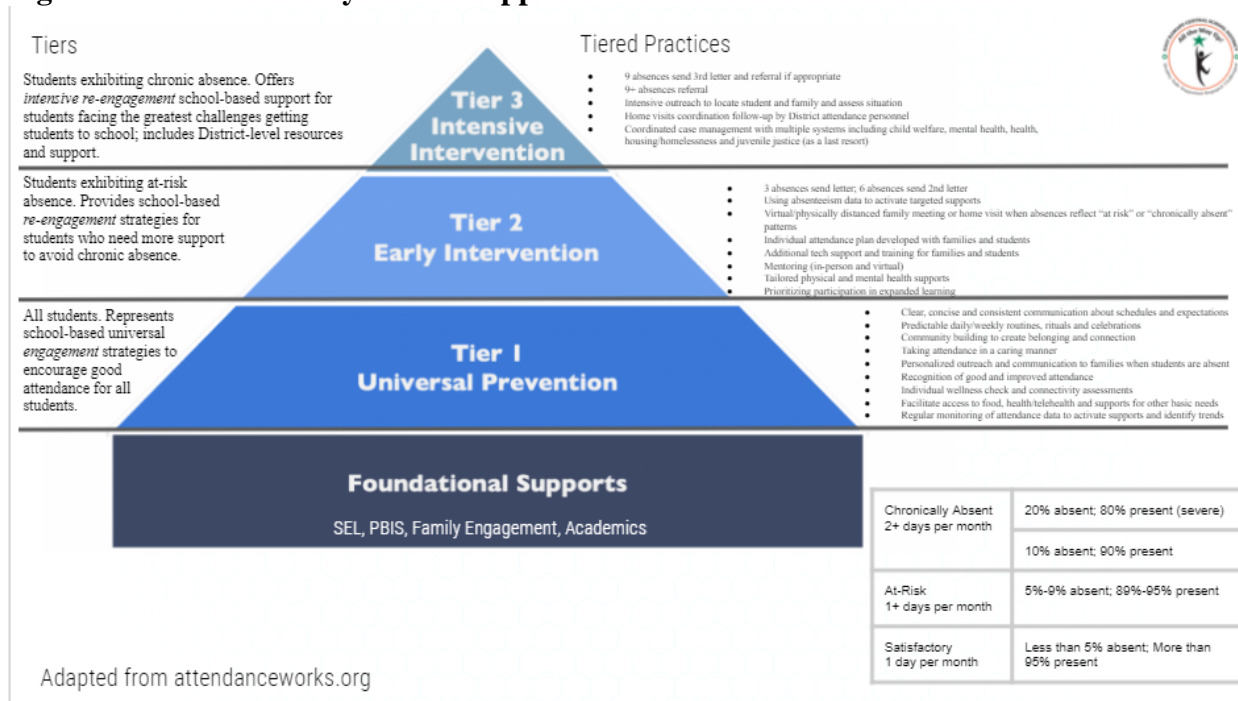 Tiers
Students exhibiting chronic absence. Offers
intensive re-engagement school-based support for
students facing the greatest challenges getting
students to school; includes District-level resources
and support.
Tier 3
Intensive
Intervention
Tiered Practices
• 9 absences send 3rd letter and referral if appropriate
• 9+ absences referral
• Intensive outreach to locate student and family and assess situation
• Home visits coordination follow-up by District attendance personnel
• Coordinated case management with multiple systems including child welfare, mental health, health,
housing/homelessness and juvenile justice (as a last resort)
Students exhibiting at-risk
absence. Provides school-based
re-engagement strategies for
students who need more support
to avoid chronic absence.
Tier 2
Early Intervention
• 3 absences send letter; 6 absences send 2nd letter
• Using absenteeism data to activate targeted supports
• Virtual/physically distanced family meeting or home visit when absences reflect “at risk” or “chronically absent”
patterns
• Individual attendance plan developed with families and students
• Additional tech support and training for families and students
• Mentoring (in-person and virtual)
• Tailored physical and mental health supports
• Prioritizing participation in expanded learning
All students. Represents
school-based universal
engagement strategies to
encourage good
attendance for all
students.
Tier 1
Universal Prevention
• Clear, concise and consistent communication about schedules and expectations
• Predictable daily/weekly routines, rituals and celebrations
• Community building to create belonging and connection
• Taking attendance in a caring manner
• Personalized outreach and communication to families when students are absent
• Recognition of good and improved attendance
• Individual wellness check and connectivity assessments
• Facilitate access to food, health/telehealth and supports for other basic needs
• Regular monitoring of attendance data to activate supports and identify trends
Foundational Supports
SEL, PBIS, Family Engagement, Academics
Chronically Absent
2+ days per month
20% absent; 80% present (severe)
10% absent; 90% present
At-Risk
1+ days per month
5%-9% absent; 89%-95% present
Satisfactory
1 day per month
Less than 5% absent; More than
95% present
Adapted from attendanceworks.org